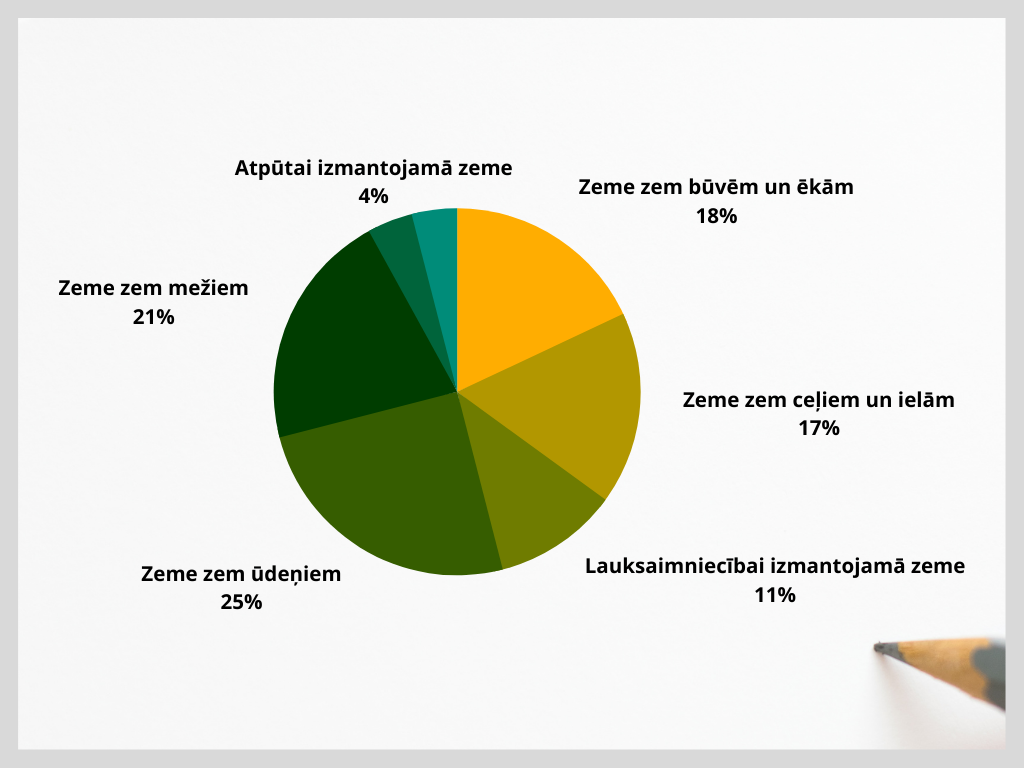 Atpūtai izmantojamā zeme
4%
Zeme zem būvēm un ēkām
18%
Zeme zem mežiem
21%
Zeme zem ceļiem un ielām
17%
Zeme zem ūdeņiem
25%
Lauksaimniecībai izmantojamā zeme
11%